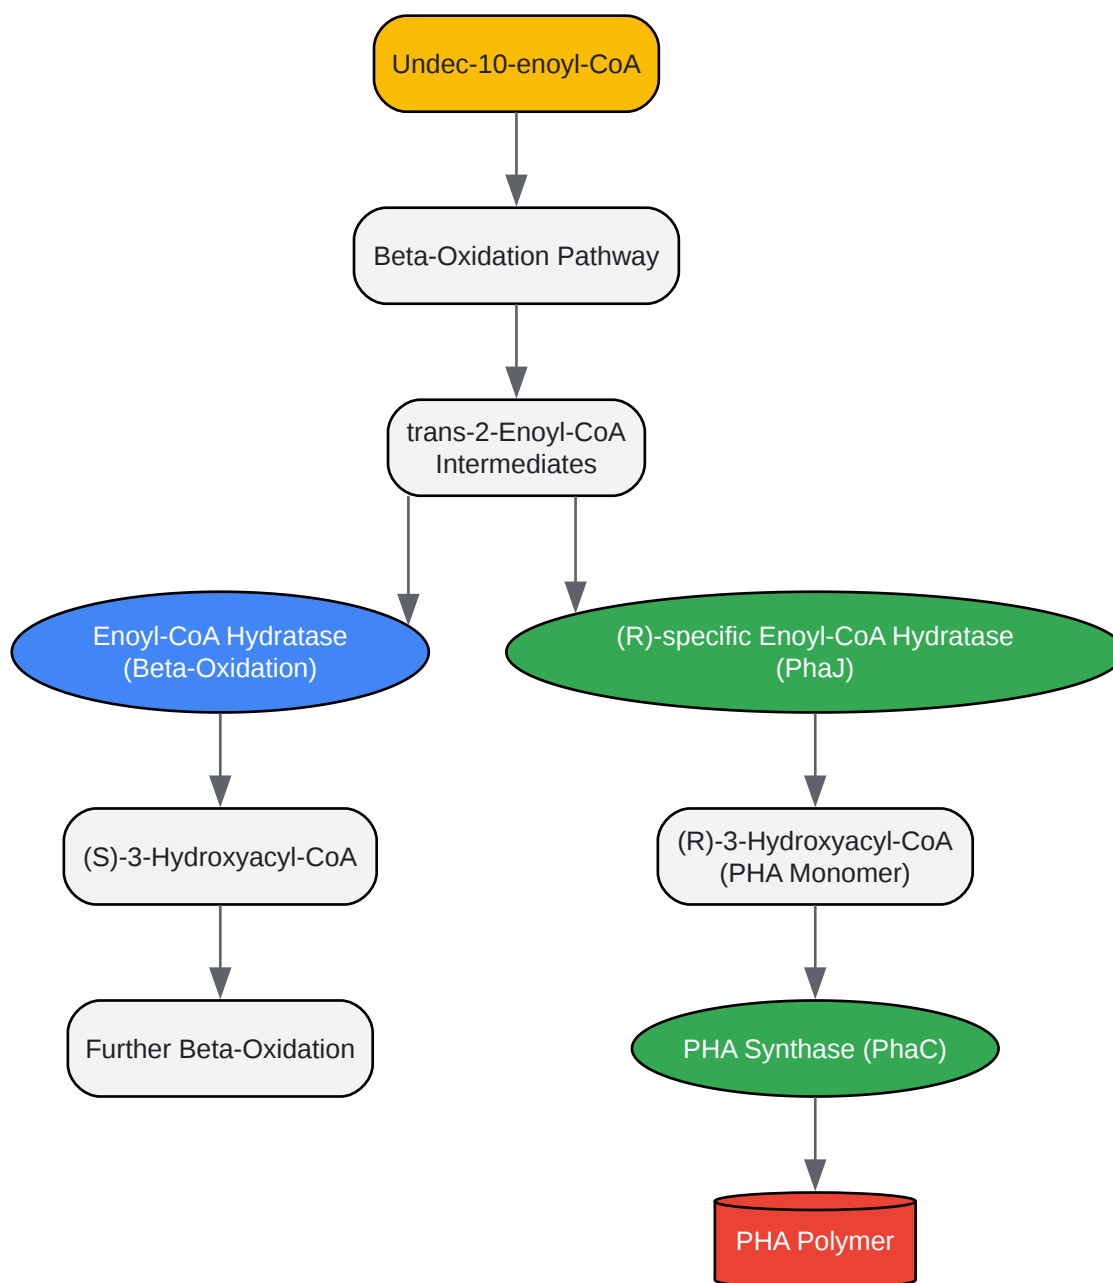 Undec-10-enoyl-CoA
Beta-Oxidation Pathway
trans-2-Enoyl-CoA
Intermediates
Enoyl-CoA Hydratase
(Beta-Oxidation)
(R)-specific Enoyl-CoA Hydratase
(PhaJ)
(S)-3-Hydroxyacyl-CoA
(R)-3-Hydroxyacyl-CoA
(PHA Monomer)
Further Beta-Oxidation
PHA Synthase (PhaC)
PHA Polymer